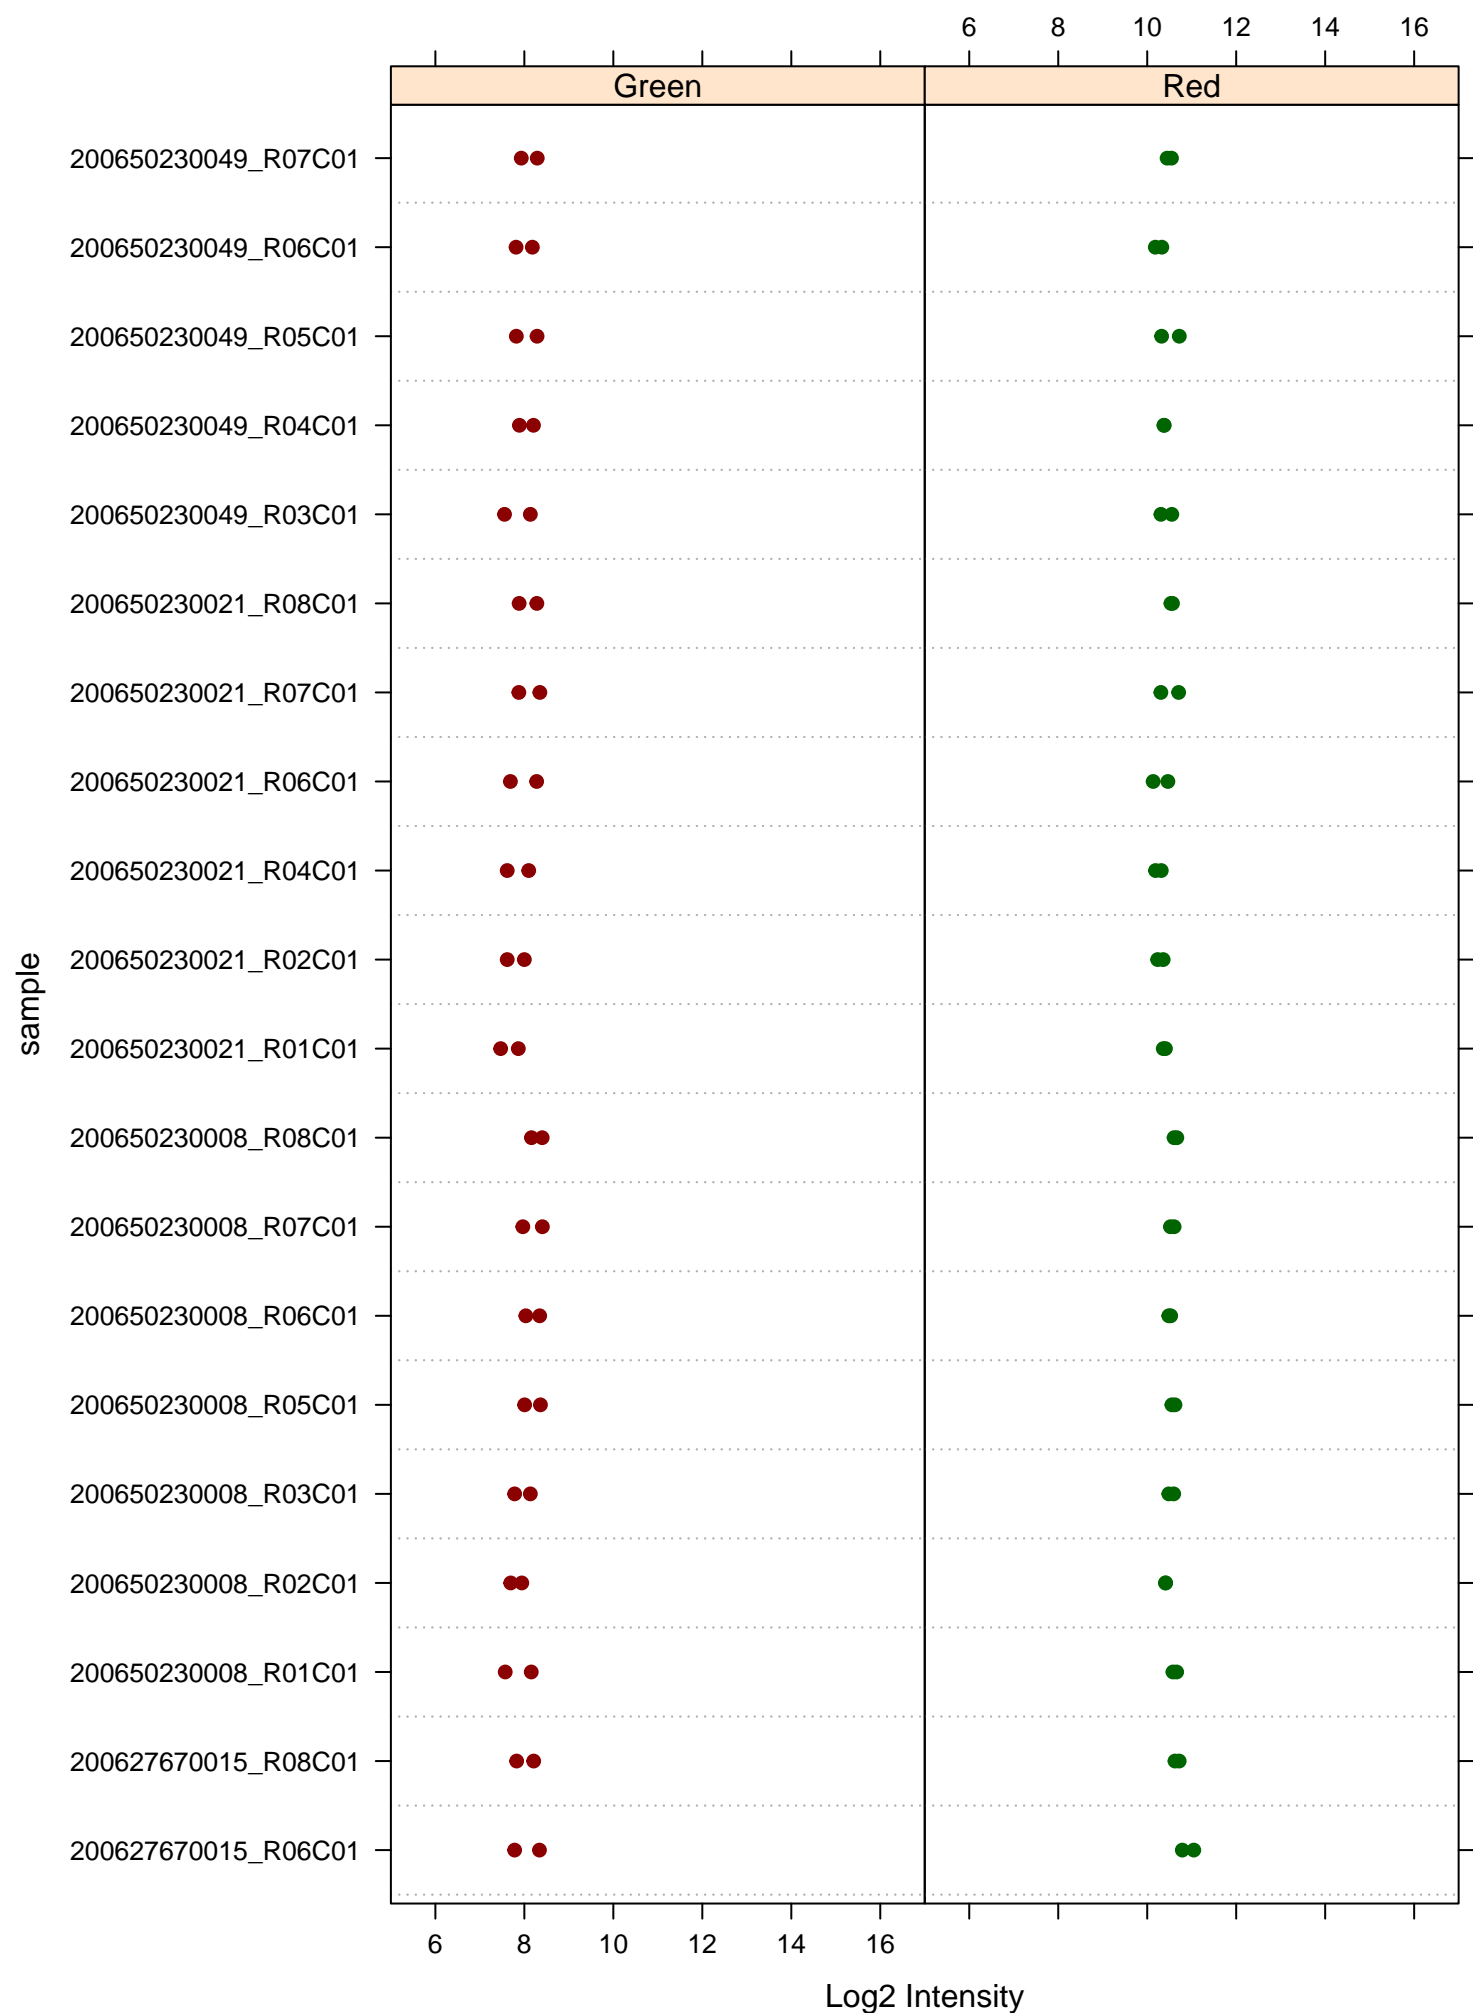 6 8 10 12 14 16
Green Red
200650230049_R07C01
200650230049_R06C01
200650230049_R05C01
200650230049_R04C01
200650230049_R03C01
200650230021_R08C01
200650230021_R07C01
200650230021_R06C01
200650230021_R04C01
200650230021_R02C01
200650230021_R01C01
200650230008_R08C01
200650230008_R07C01
200650230008_R06C01
200650230008_R05C01
200650230008_R03C01
200650230008_R02C01
200650230008_R01C01
200627670015_R08C01
200627670015_R06C01
sample
6 8 10 12 14 16
Log2 Intensity